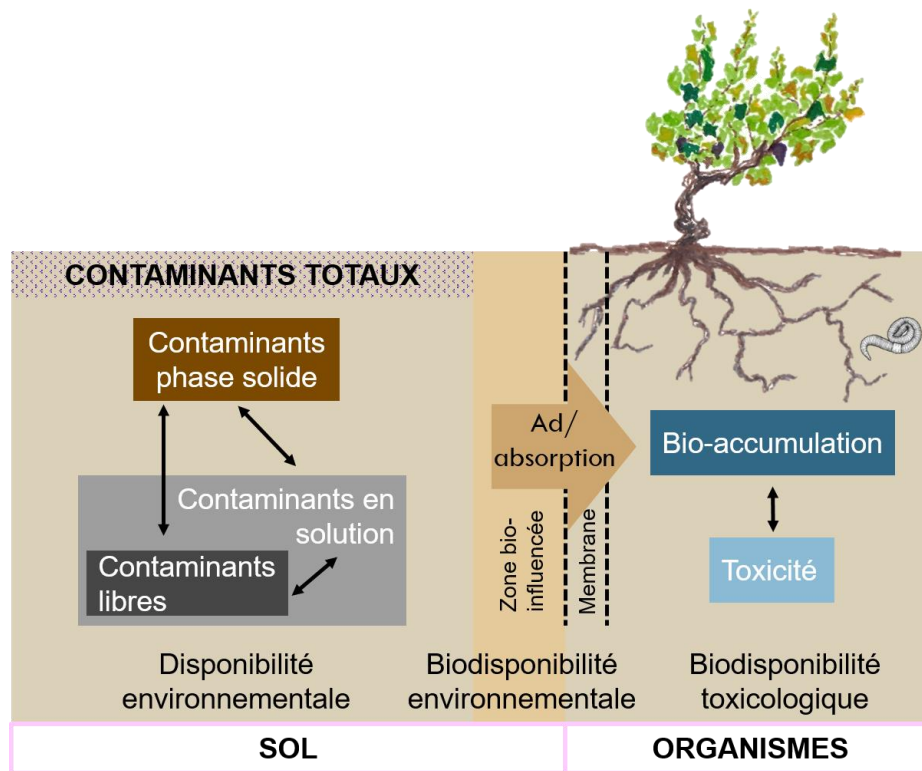 CONTAMINANTS TOTAUX
Contaminants
phase solide
Contaminants en
solution
Contaminants
libres
Ad/
absorption
Zone bio-
influencée
Membrane
Bio-accumulation
Toxicité
Disponibilité
environnementale
Biodisponibilité
environnementale
Biodisponibilité
toxicologique
SOL
ORGANISMES